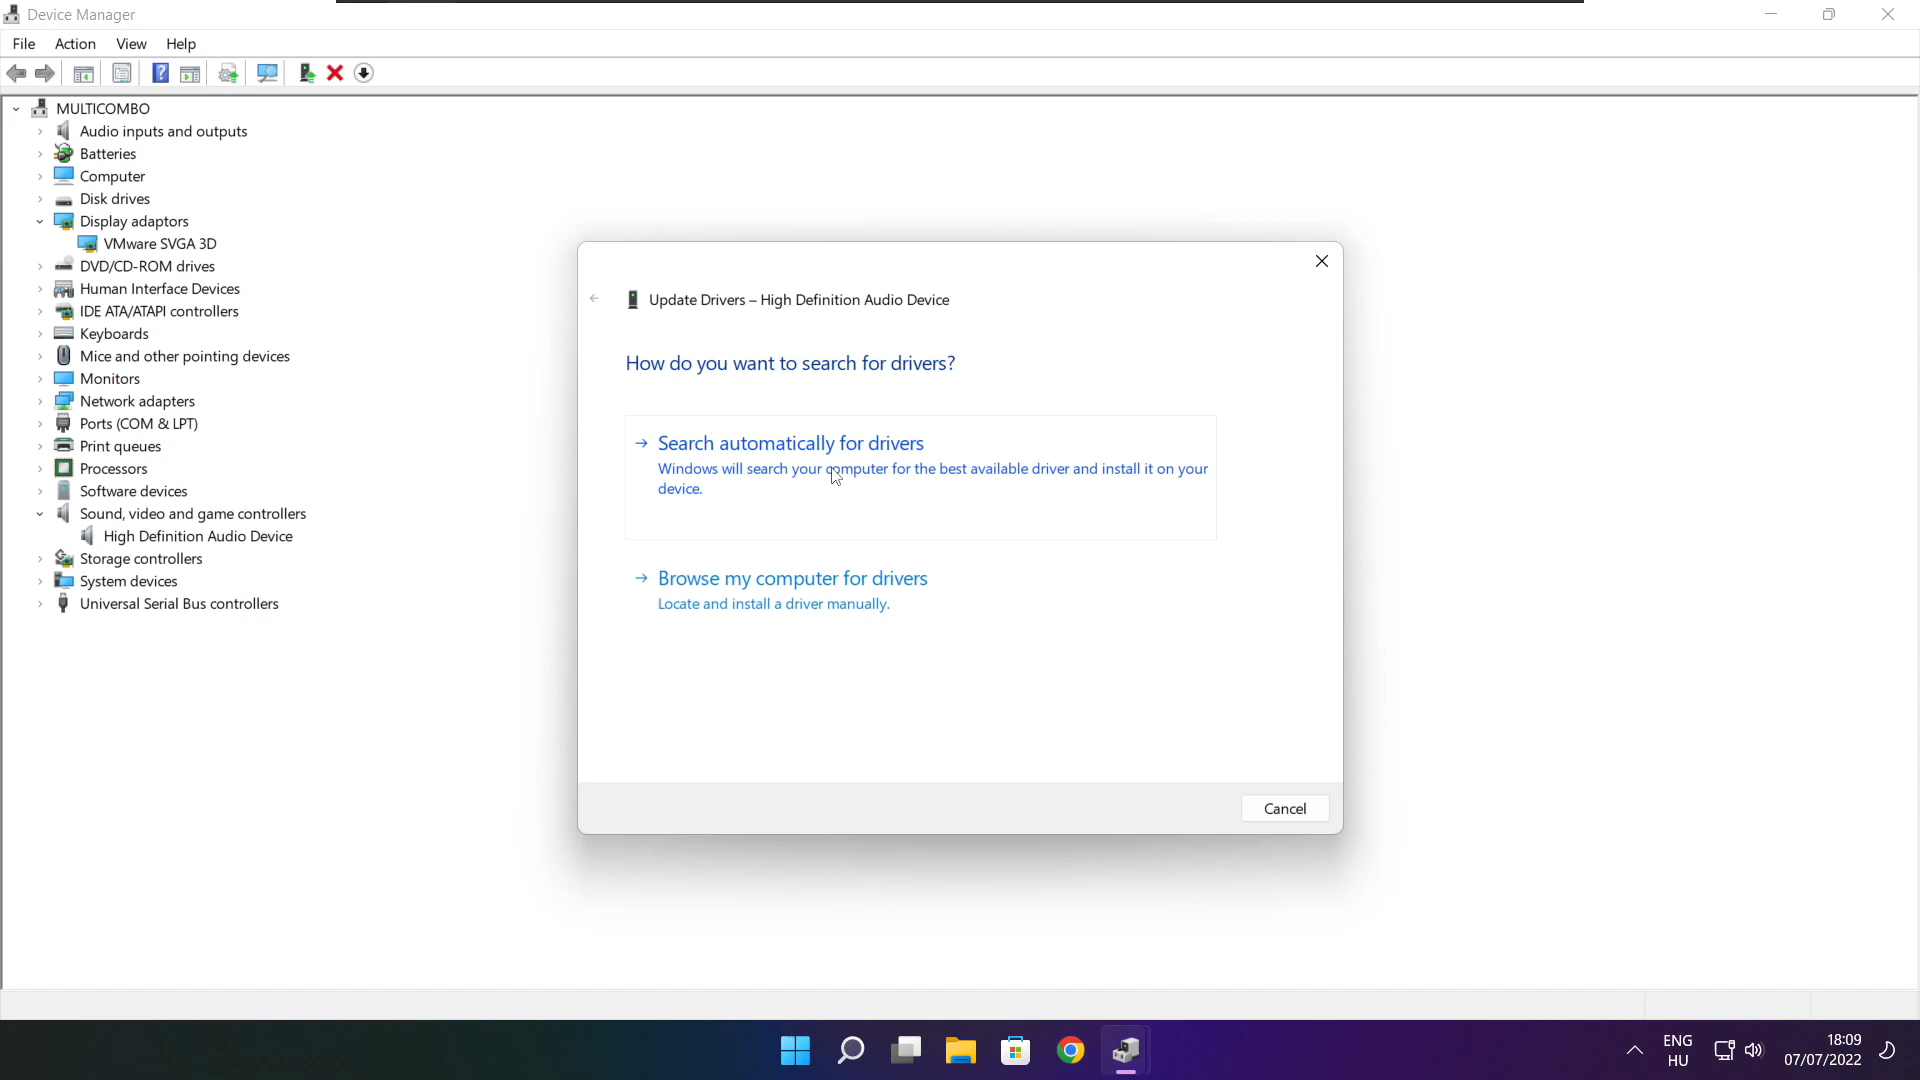 Device Manager
File Action View Help
MULTICOMBO
Audio inputs and outputs
Batteries
Computer
Disk drives
Display adaptors
VMware SVGA 3D
DVD/CD-ROM drives
Human Interface Devices
IDE ATA/ATAPI controllers
Keyboards
Mice and other pointing devices
Monitors
Network adapters
Ports (COM & LPT)
Print queues
Processors
Software devices
Sound, video and game controllers
High Definition Audio Device
Storage controllers
System devices
Universal Serial Bus controllers
Update Drivers – High Definition Audio Device
How do you want to search for drivers?
Search automatically for drivers
Windows will search your computer for the best available driver and install it on your
device.
Browse my computer for drivers
Locate and install a driver manually.
Cancel
ENG
HU
18:09
07/07/2022